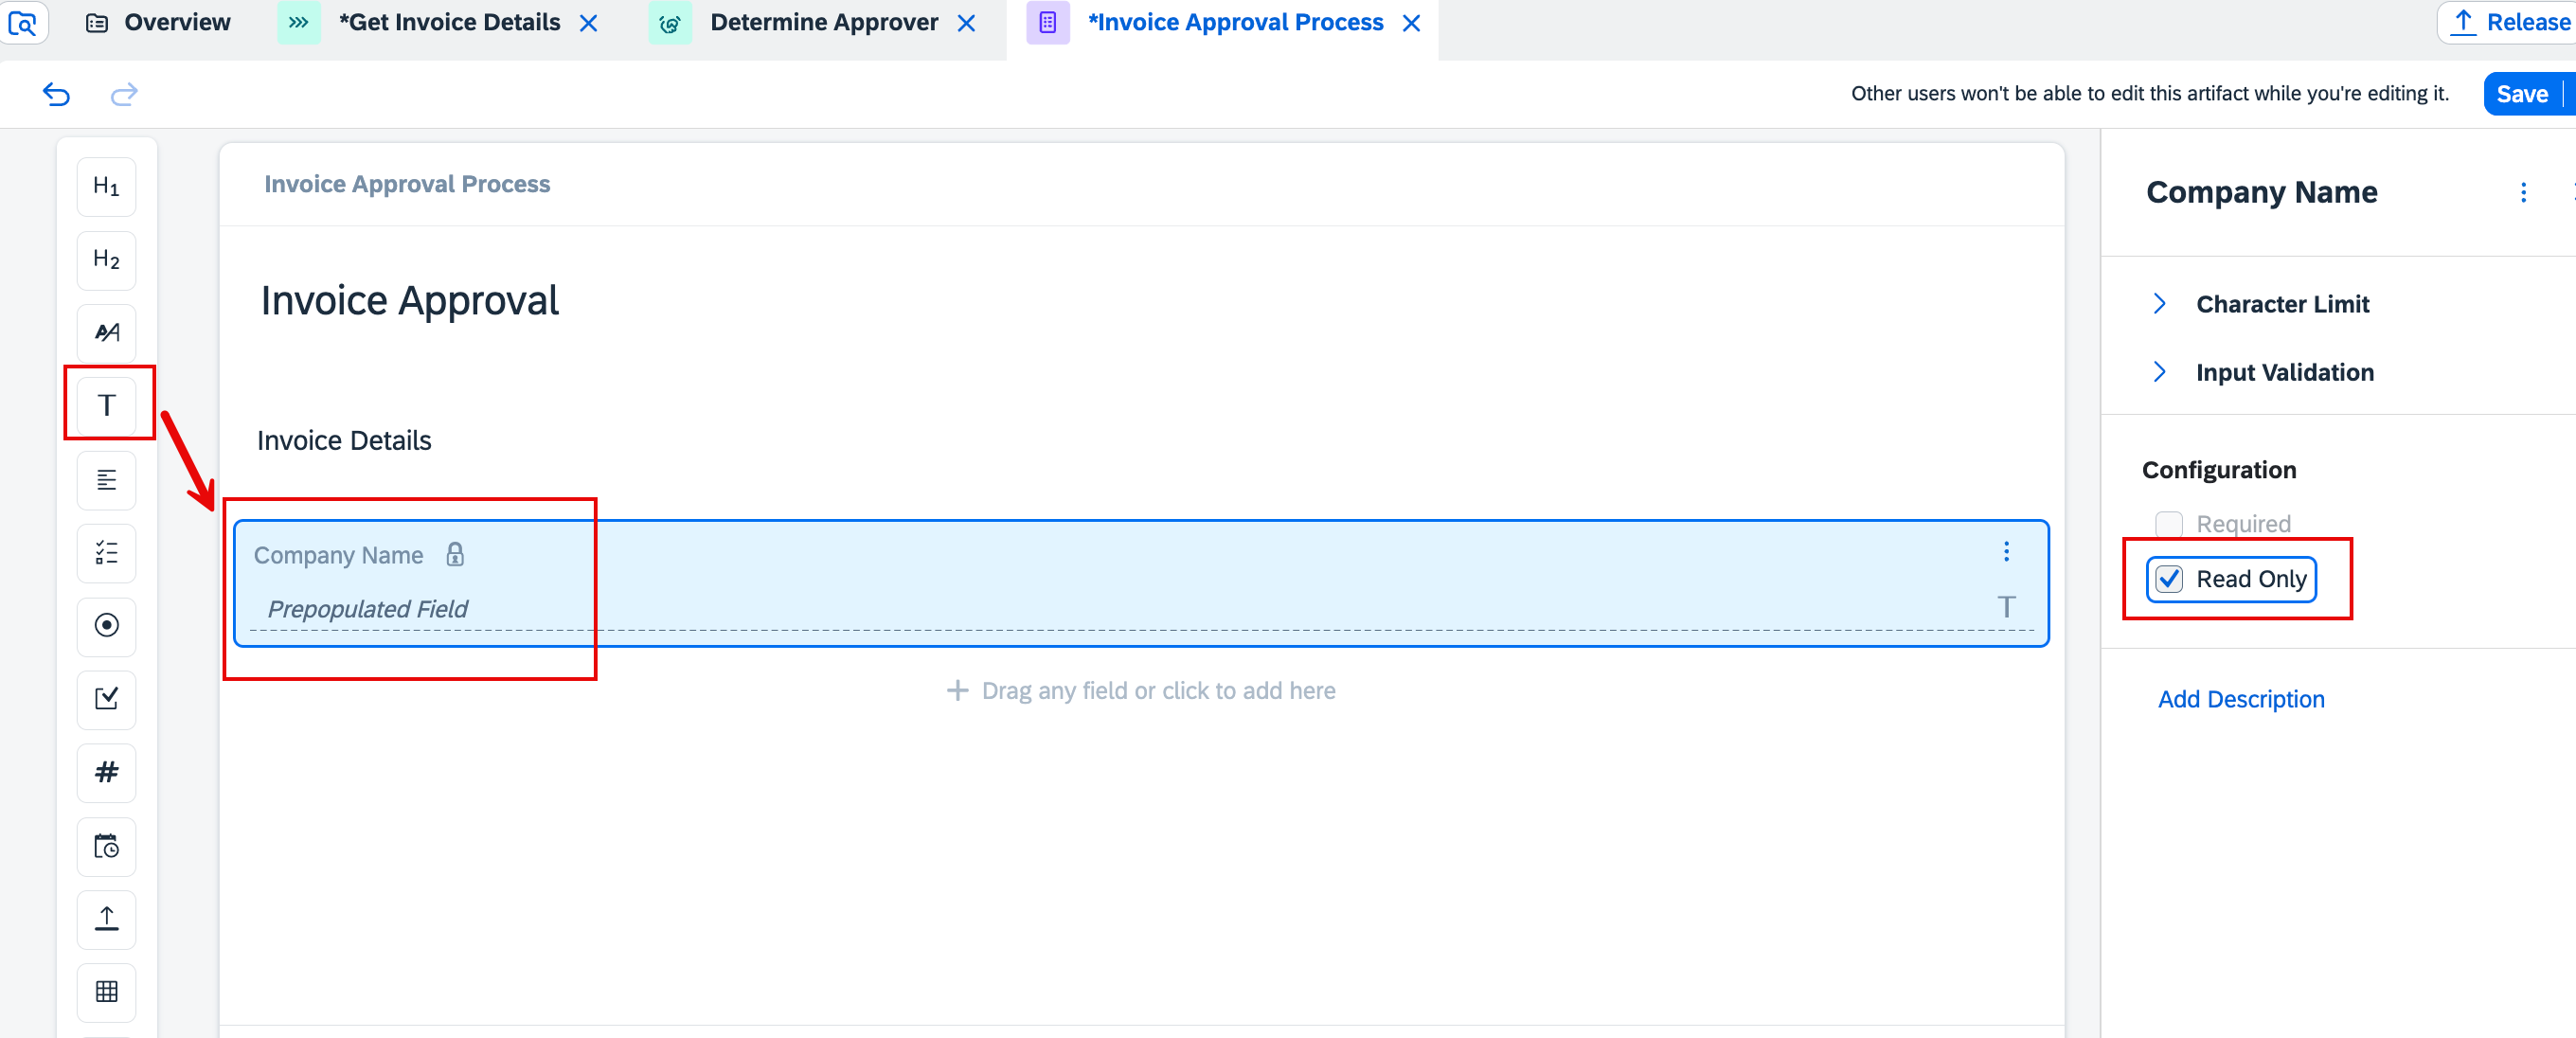 Overview
*Get Invoice Details
Determine Approver
*Invoice Approval Process
Release
Other users won't be able to edit this artifact while you're editing it.
Save
H1
H2
T
Invoice Approval Process
Invoice Approval
Invoice Details
Company Name
Prepopulated Field
T
Drag any field or click to add here
Company Name
Character Limit
Input Validation
Configuration
Required
Read Only
Add Description